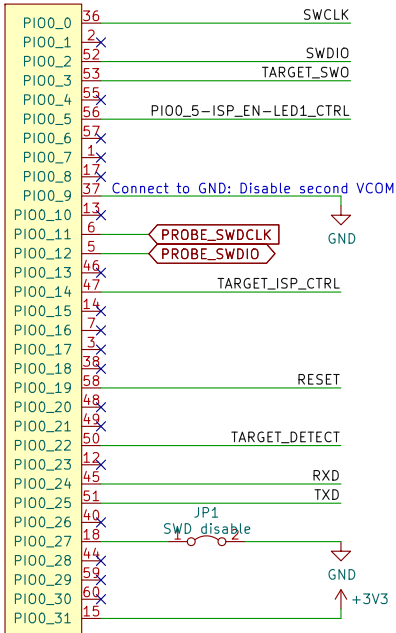 PIO0_0 36 SWCLK
PIO0_1 2
PIO0_2 52 SWDIO
PIO0_3 53 TARGET_SWO
PIO0_4 55
PIO0_5 56 PIO0_5-ISP_EN-LED1_CTRL
PIO0_6 57
PIO0_7 1
PIO0_8 17
PIO0_9 37 Connect to GND: Disable second VCOM
PIO0_10 13
GND
PIO0_11 6 PROBE_SWDCLK
PIO0_12 5 PROBE_SWDIO
PIO0_13 46
PIO0_14 47 TARGET_ISP_CTRL
PIO0_15 14
PIO0_16 7
PIO0_17 3
PIO0_18 38
PIO0_19 58 RESET
PIO0_20 48
PIO0_21 49
PIO0_22 50 TARGET_DETECT
PIO0_23 12
PIO0_24 45 RXD
PIO0_25 51 TXD
PIO0_26 40
JP1
SWD disable
PIO0_27 18 1 2
PIO0_28 44
GND
PIO0_29 59
PIO0_30 60 +3V3
PIO0_31 15